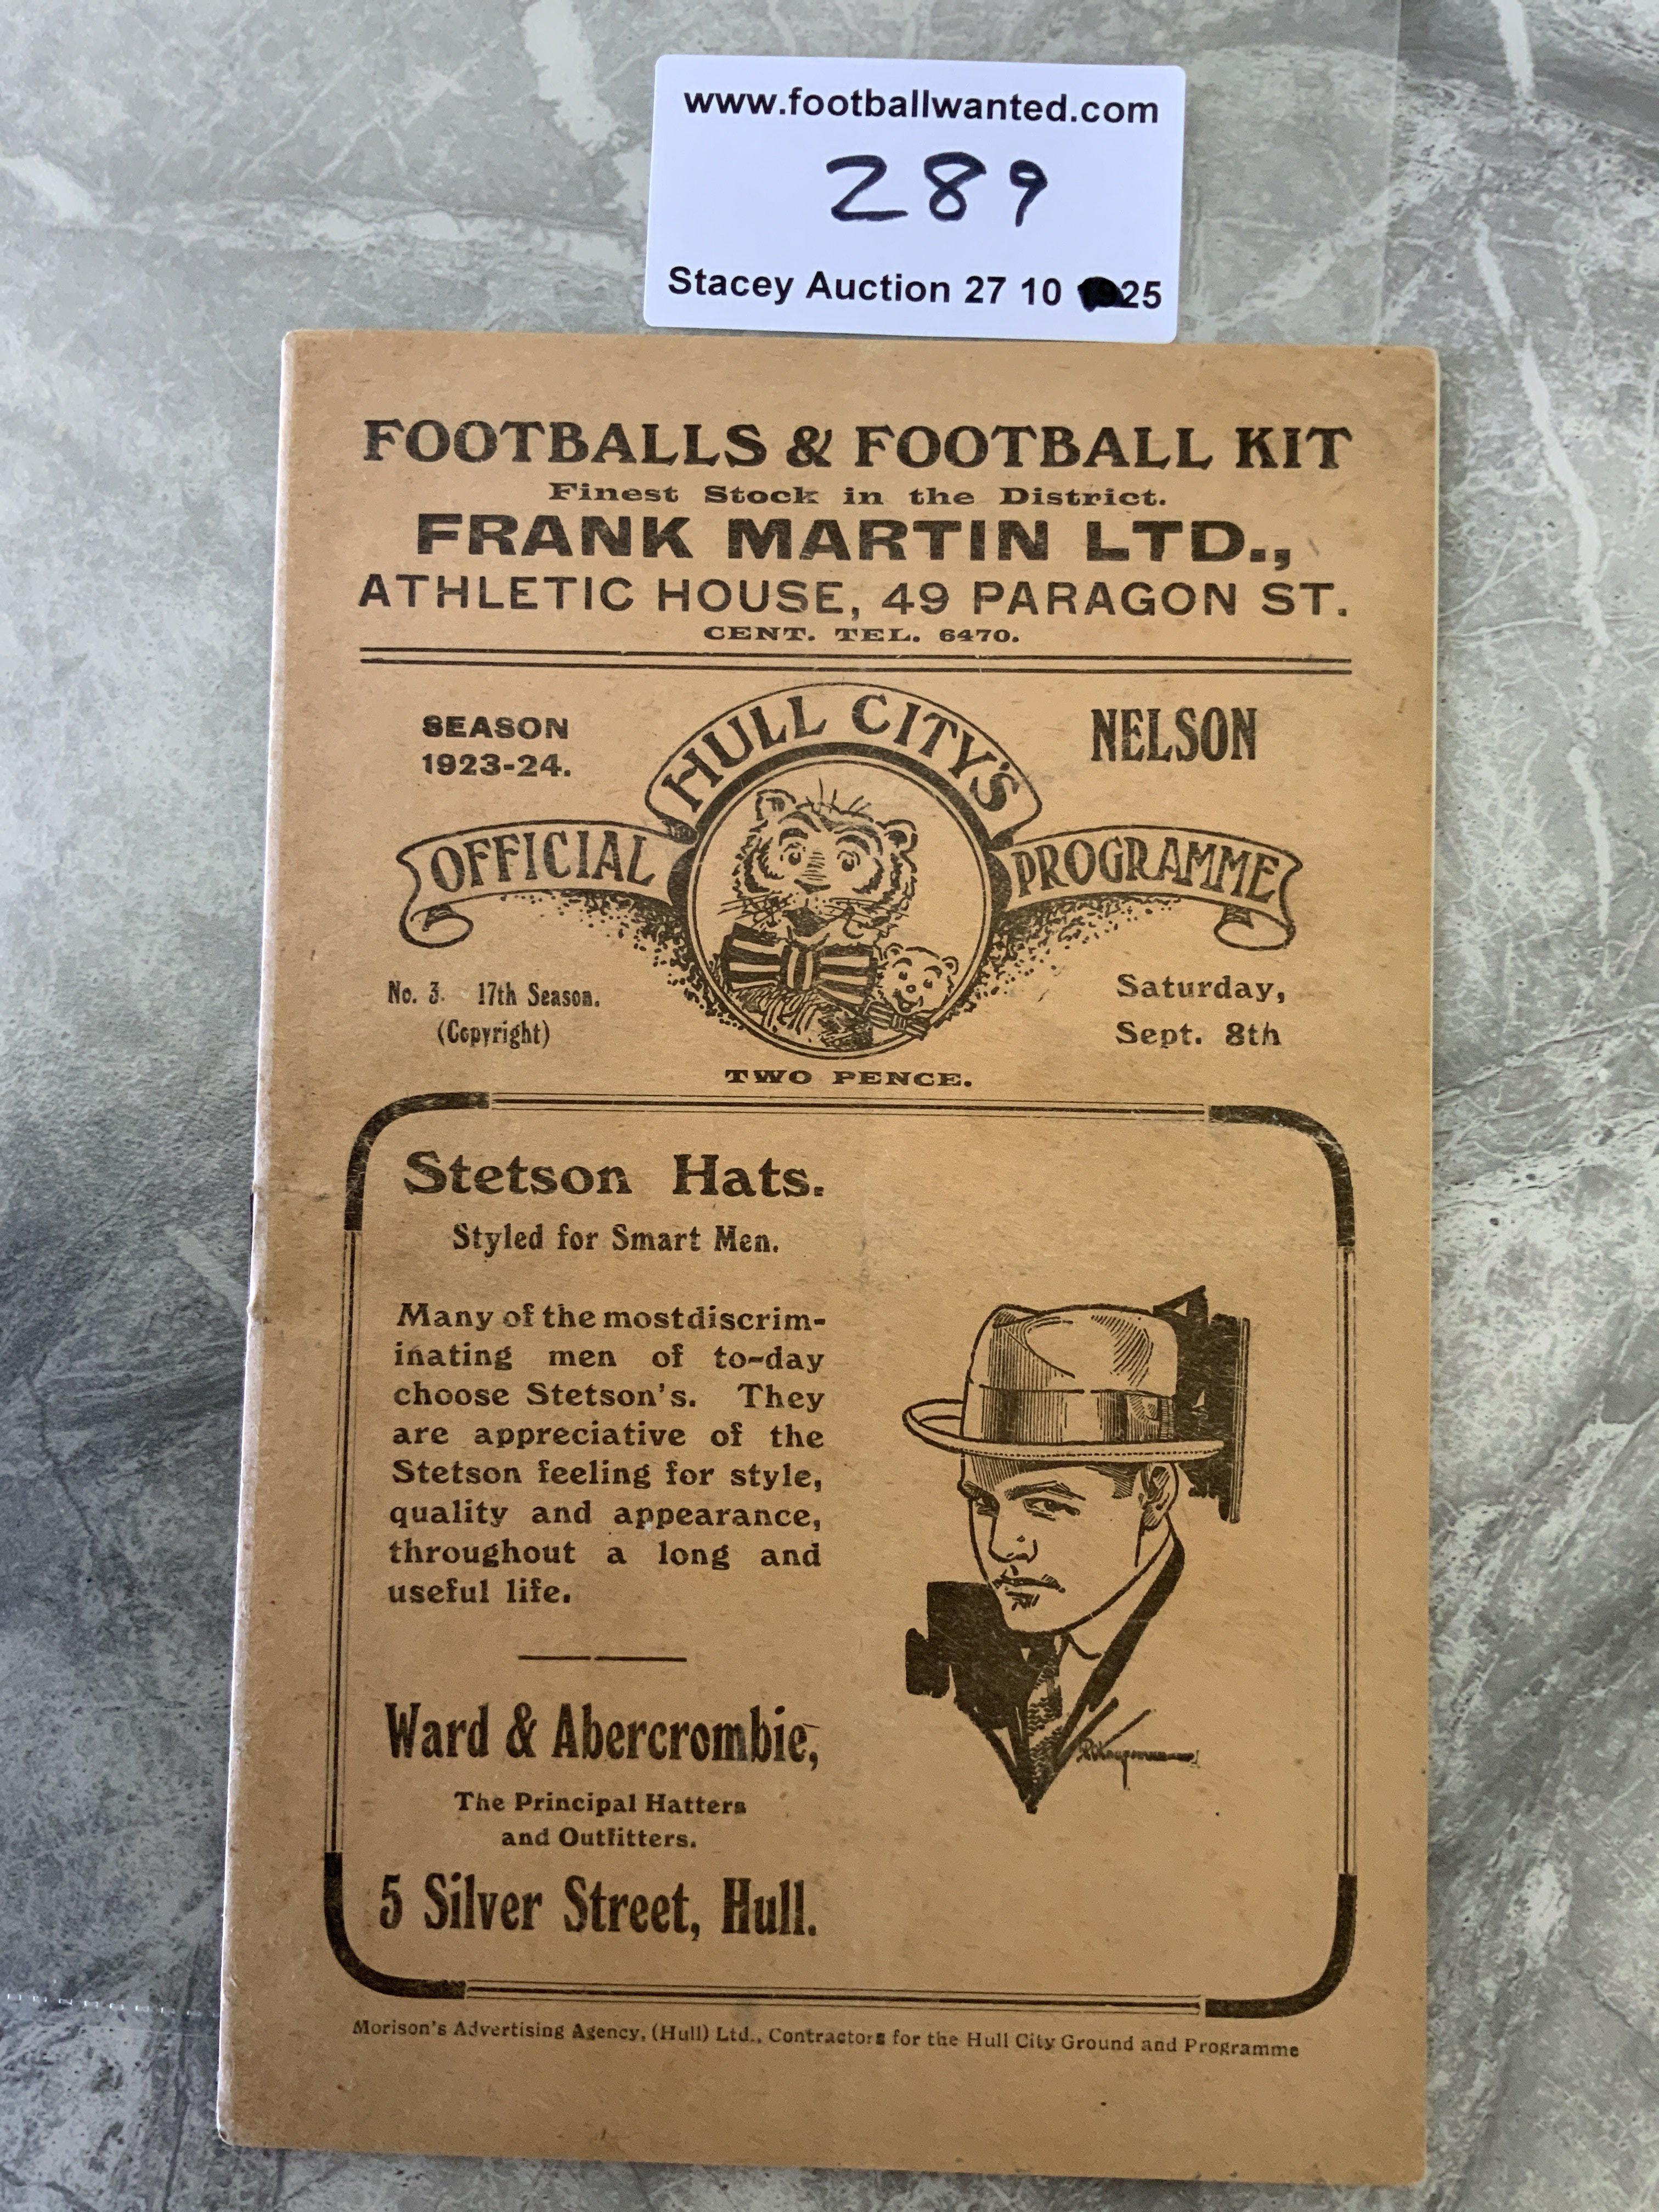 www.footballwanted.com
289
Stacey Auction 27 10 25
FOOTBALLS & FOOTBALL KIT
Finest Stock in the District.
FRANK MARTIN LTD.,
ATHLETIC HOUSE, 49 PARAGON ST.
CENT. TEL. 6470.
SEASON
1923-24.
HULL CITY'S
NELSON
OFFICIAL
PROGRAMME
No. 3. 17th Season.
(Copyright)
Saturday,
Sept. 8th
TWO PENCE.
Stetson Hats.
Styled for Smart Men.
Many of the most discrim-
inating men of to-day
choose Stetson's. They
are appreciative of the
Stetson feeling for style,
quality and appearance,
throughout a long and
useful life.
Ward & Abercrombie,
The Principal Hatters
and Outfitters.
5 Silver Street, Hull.
Morison's Advertising Agency, (Hull) Ltd., Contractors for the Hull City Ground and Programme